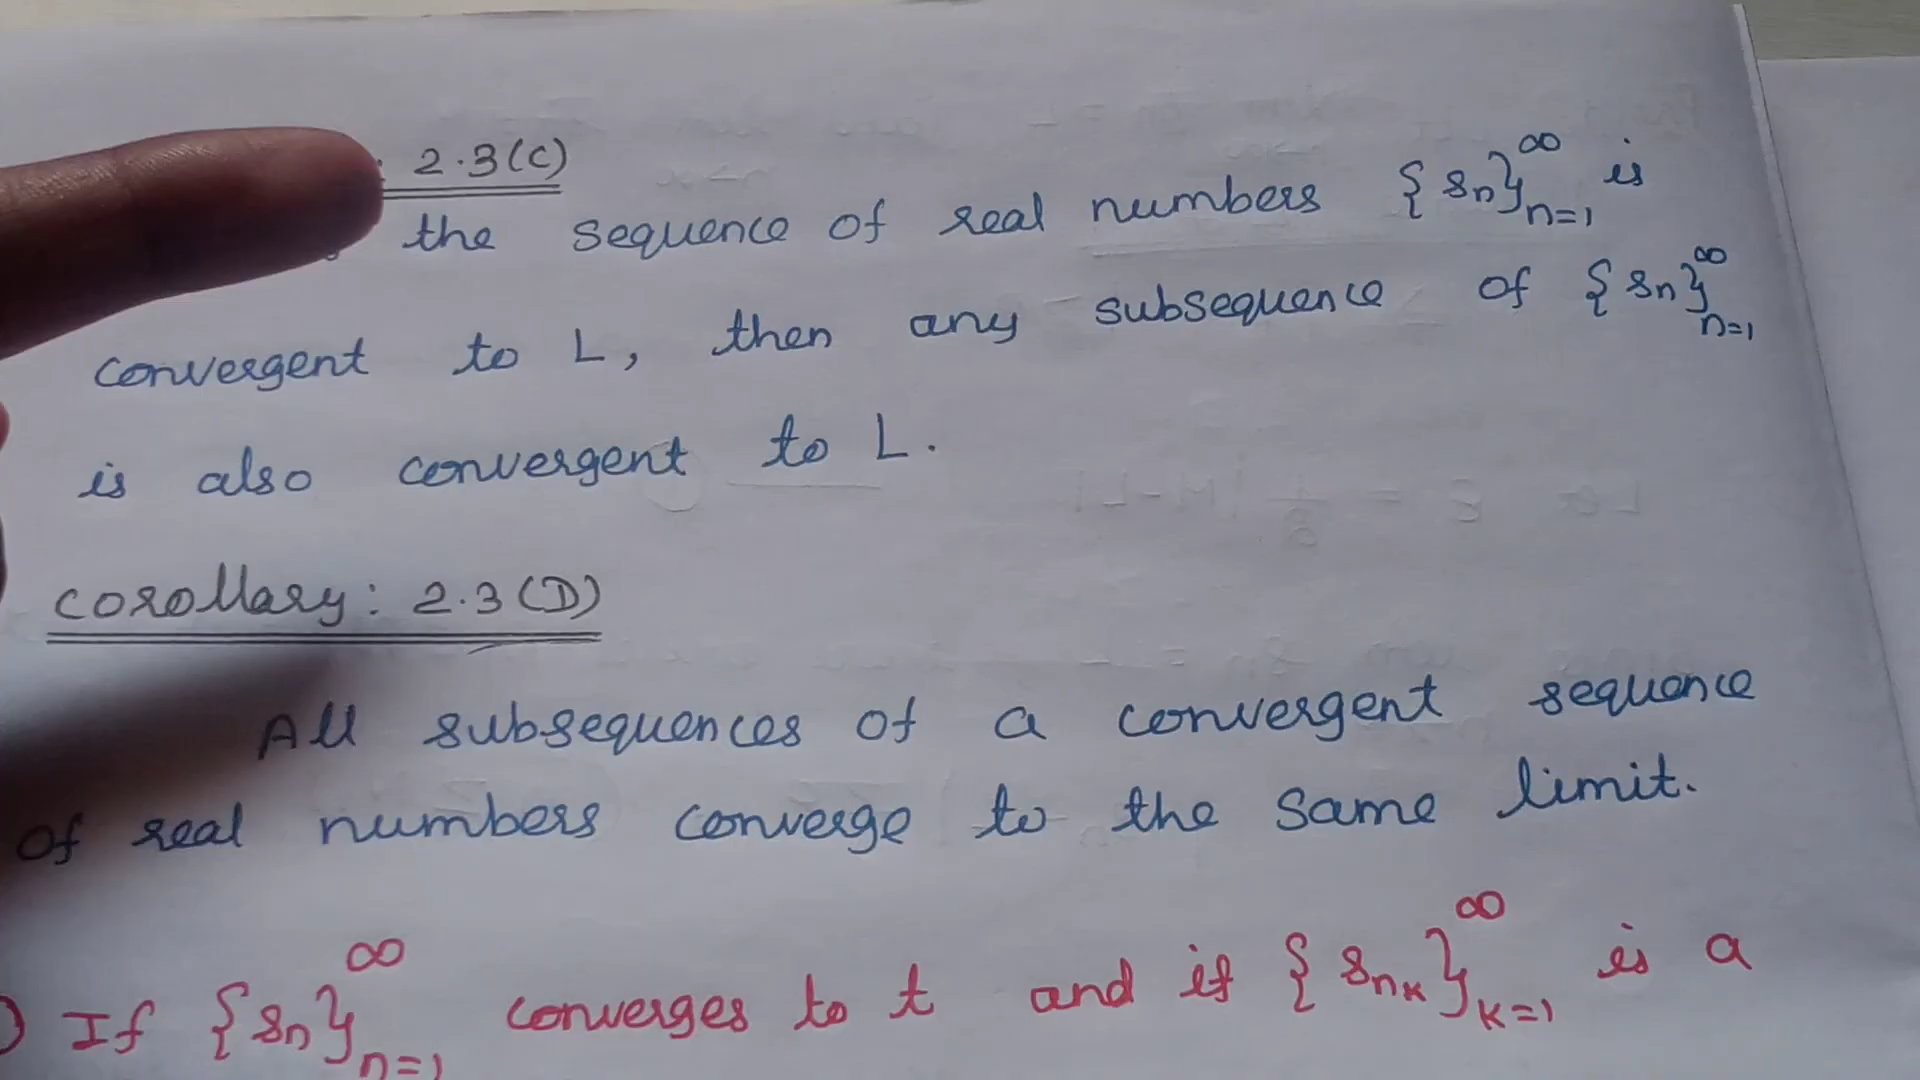 : 2.3(C)
the sequence of real numbers {sn}∞n=1 is
convergent to L, then any subsequence of {sn}∞n=1
is also convergent to L.
Corollary: 2.3(D)
All subsequences of a convergent sequence
of real numbers converge to the same limit.
) If {sn}∞n=1 converges to t and if {snk}∞k=1 is a